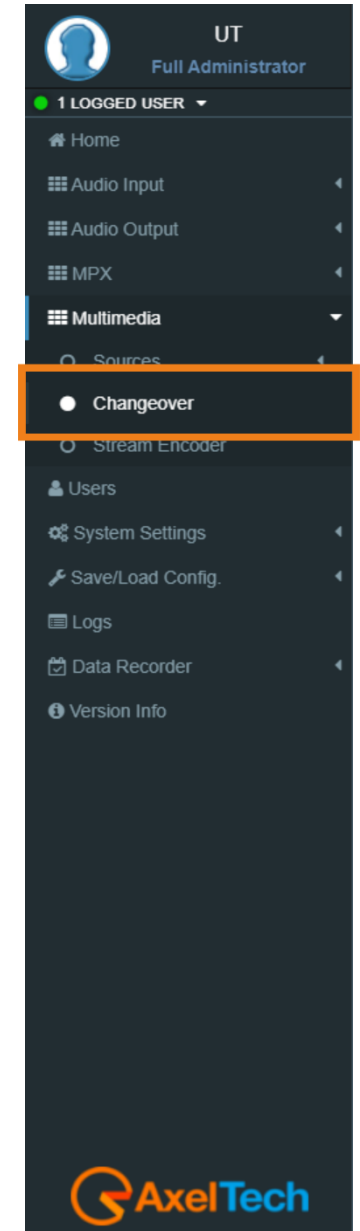 UT
Full Administrator
1 LOGGED USER
Home
Audio Input
Audio Output
MPX
Multimedia
Sources
Changeover
Stream Encoder
Users
System Settings
Save/Load Config.
Logs
Data Recorder
Version Info
AxelTech